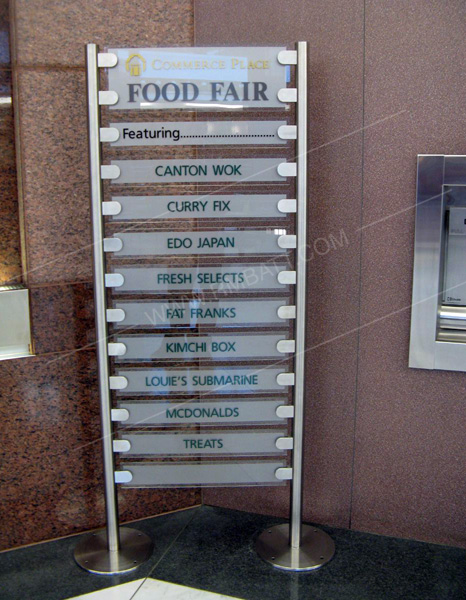 COMMERCE PLACE
FOOD FAIR
Featuring..................................
CANTON WOK
CURRY FIX
EDO JAPAN
FRESH SELECTS
FAT FRANKS
KIMCHI BOX
LOUIE'S SUBMARINE
MCDONALDS
TREATS